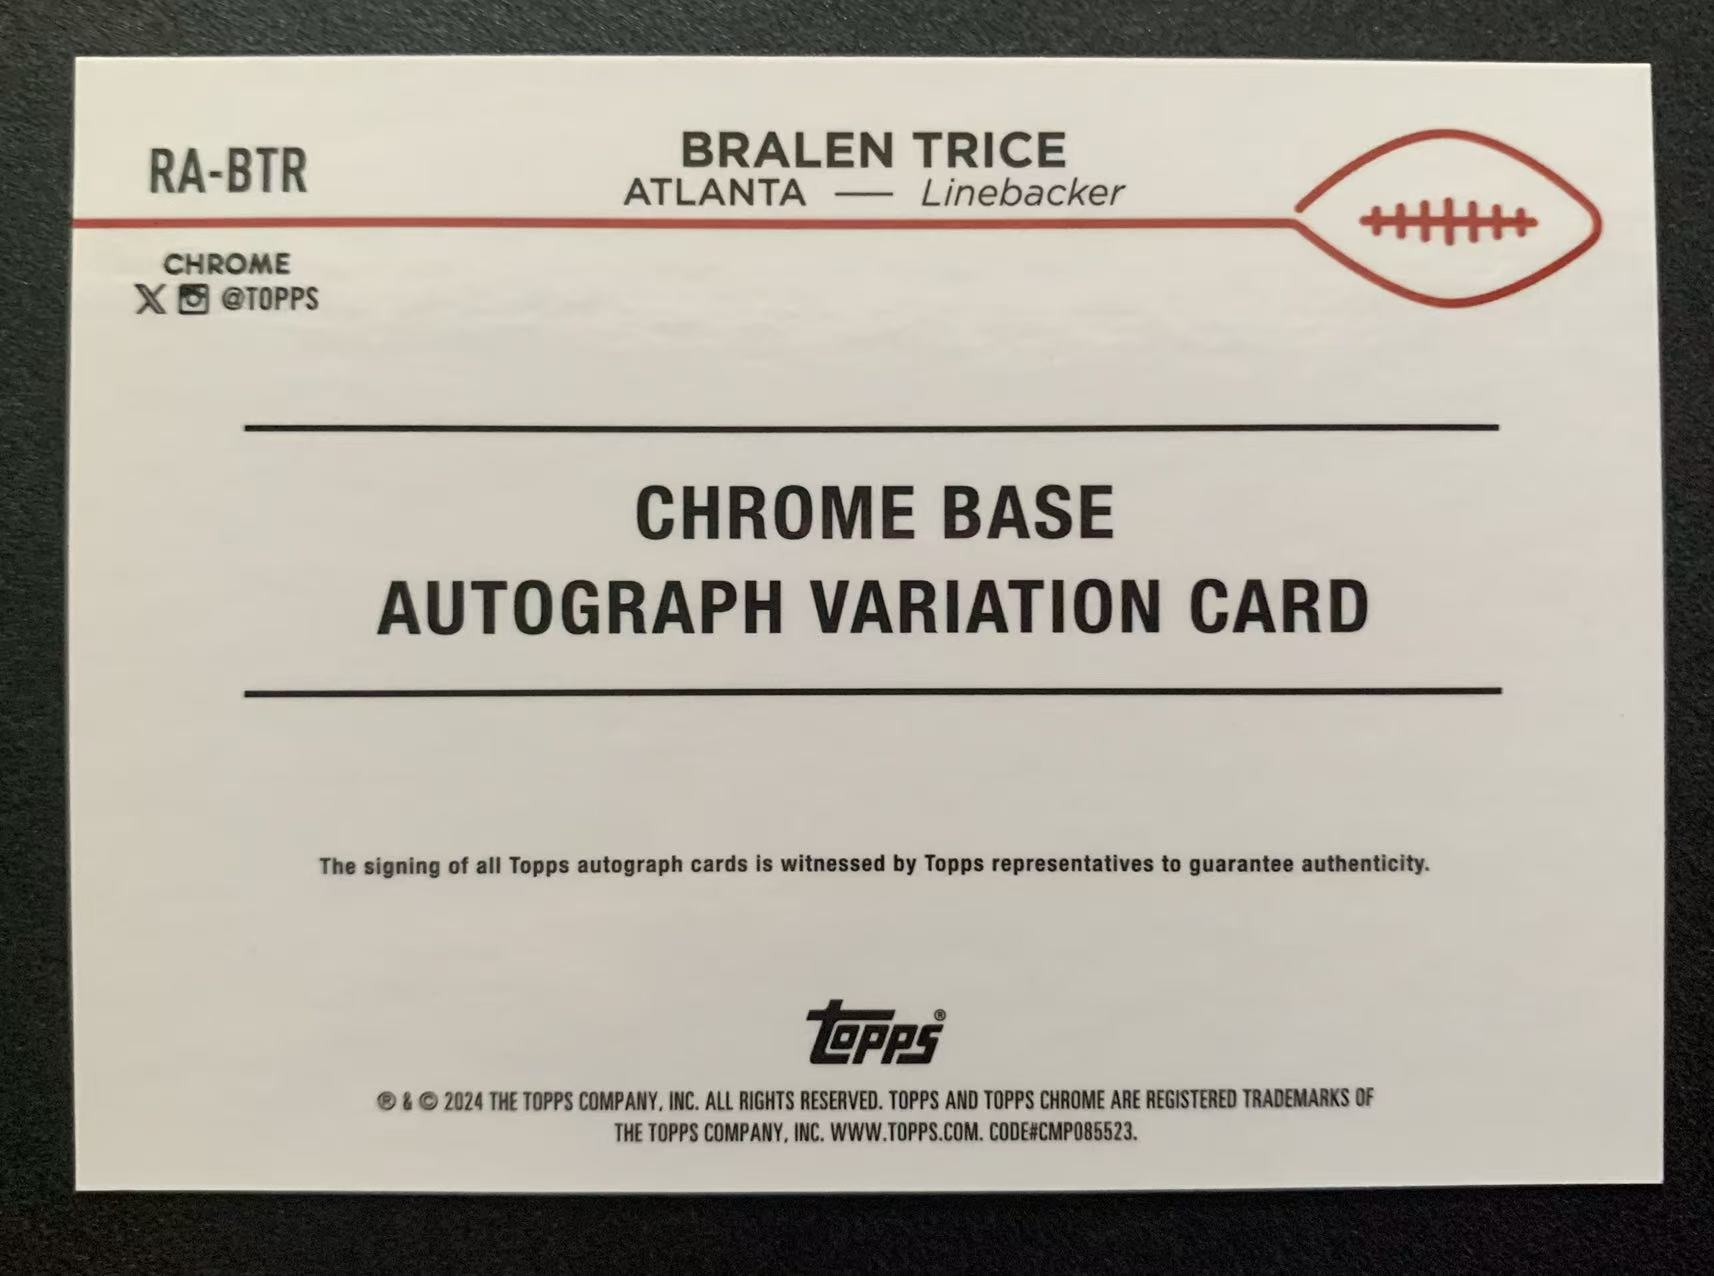 RA-BTR
BRALEN TRICE
ATLANTA — Linebacker
CHROME
@TOPPS
CHROME BASE
AUTOGRAPH VARIATION CARD
The signing of all Topps autograph cards is witnessed by Topps representatives to guarantee authenticity.
topps®
® & © 2024 THE TOPPS COMPANY, INC. ALL RIGHTS RESERVED. TOPPS AND TOPPS CHROME ARE REGISTERED TRADEMARKS OF
THE TOPPS COMPANY, INC. WWW.TOPPS.COM. CODE#CMP085523.